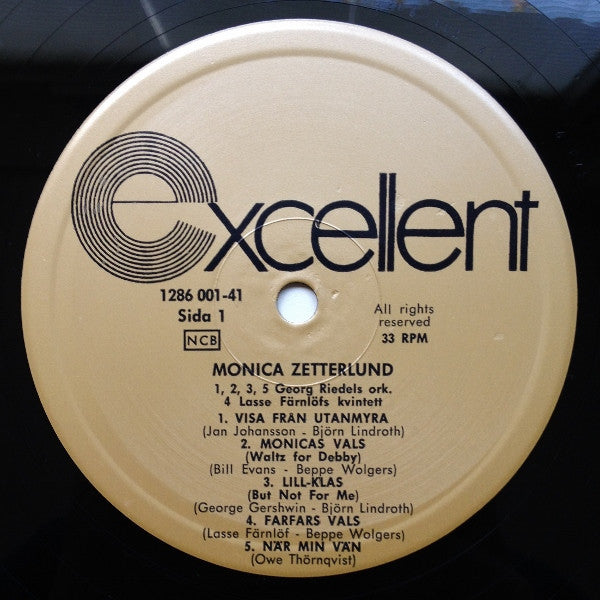 excellent
1286 001-41
Sida 1
NCB
All rights
reserved
33 RPM
MONICA ZETTERLUND
1, 2, 3, 5 Georg Riedels ork.
4 Lasse Färnlöfs kvintett
1. VISA FRÅN UTANMYRA
(Jan Johansson - Björn Lindroth)
2. MONICAS VALS
(Waltz for Debby)
(Bill Evans - Beppe Wolgers)
3. LILL-KLAS
(But Not For Me)
(George Gershwin - Björn Lindroth)
4. FARFARS VALS
(Lasse Färnlöf - Beppe Wolgers)
5. NÄR MIN VÄN
(Owe Thörnqvist)